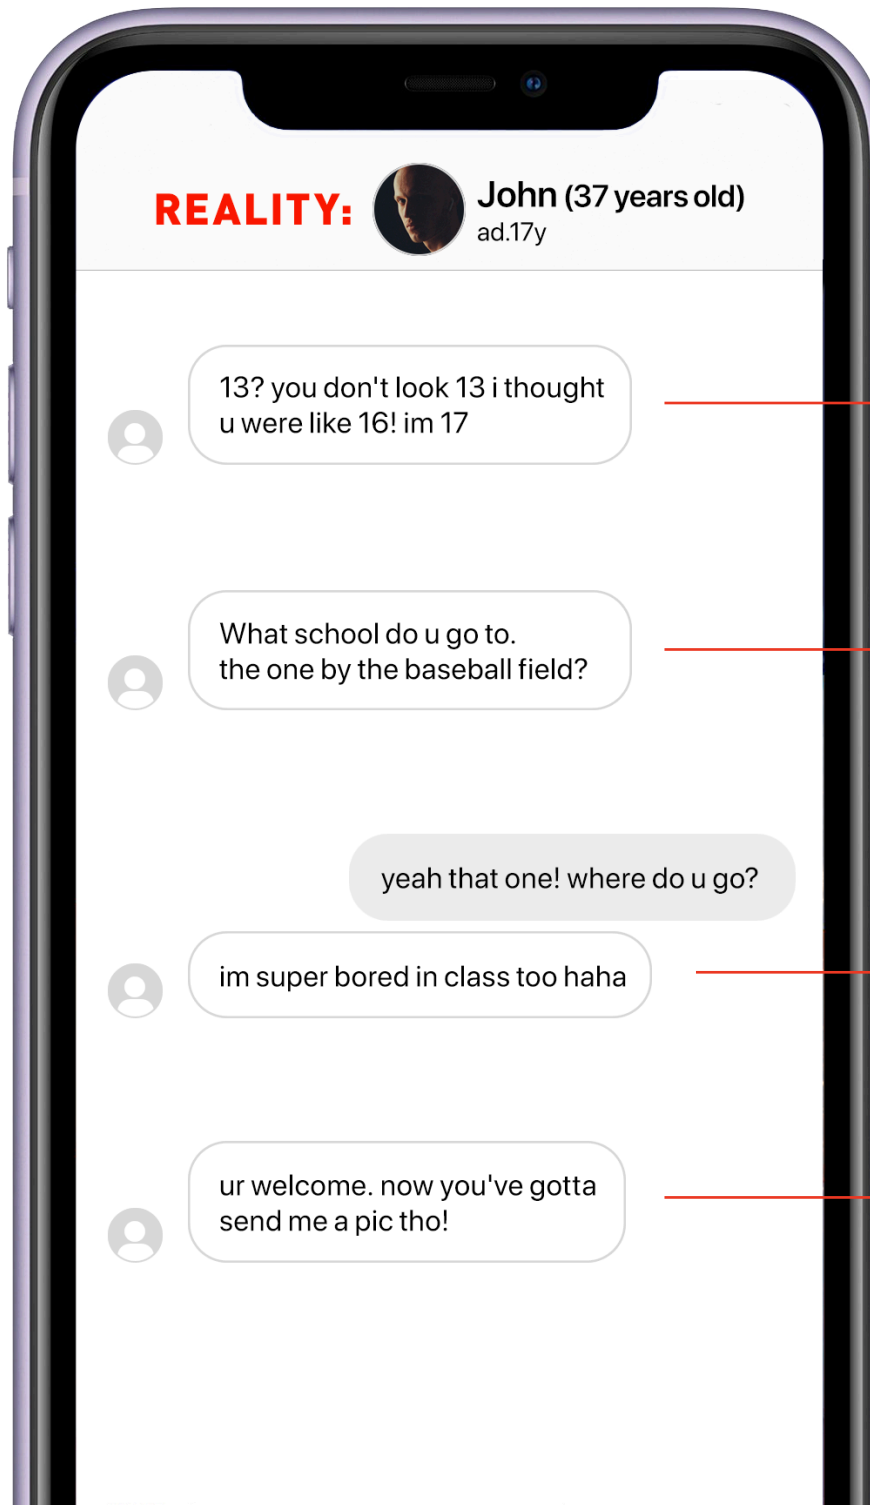 REALITY: John (37 years old)
ad.17y
13? you don't look 13 i thought
u were like 16! im 17
What school do u go to.
the one by the baseball field?
yeah that one! where do u go?
im super bored in class too haha
ur welcome. now you've gotta
send me a pic tho!